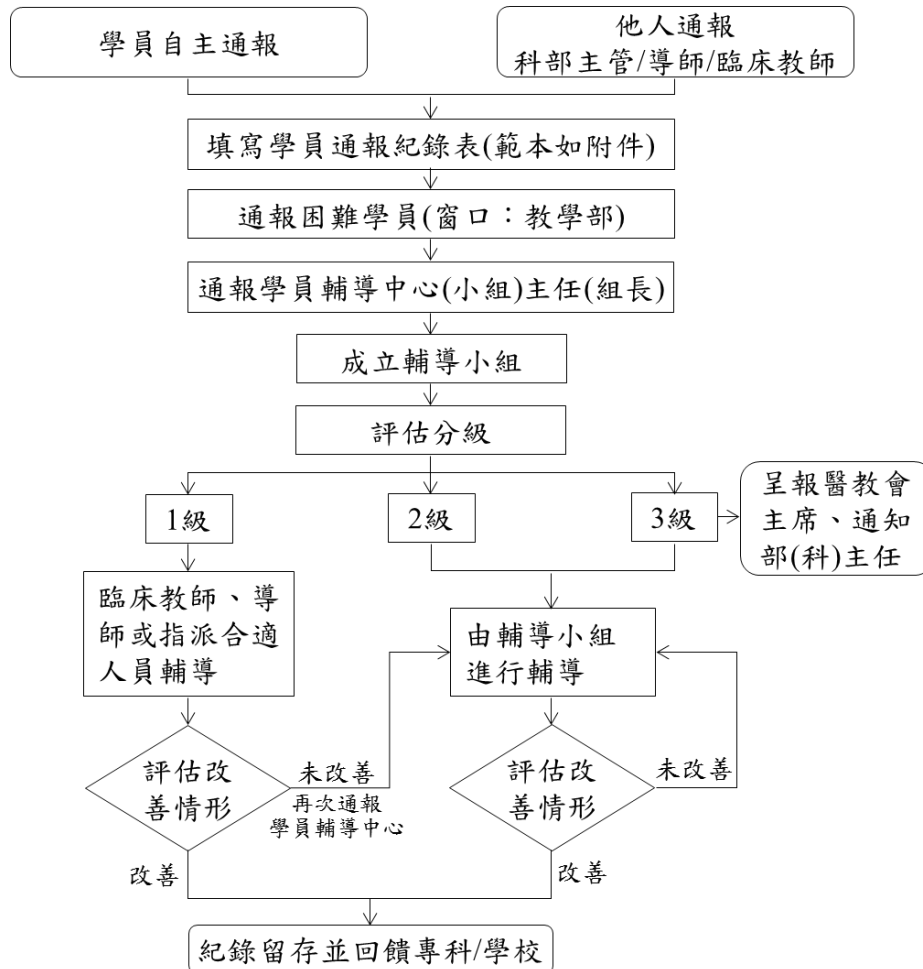 學員自主通報
他人通報
科部主管/導師/臨床教師
填寫學員通報紀錄表(範本如附件)
通報困難學員(窗口：教學部)
通報學員輔導中心(小組)主任(組長)
成立輔導小組
評估分級
1級
2級
3級
呈報醫教會
主席、通知
部(科)主任
臨床教師、導
師或指派合適
人員輔導
由輔導小組
進行輔導
評估改
善情形
未改善
再次通報
學員輔導中心
評估改
善情形
未改善
改善
改善
紀錄留存並回饋專科/學校